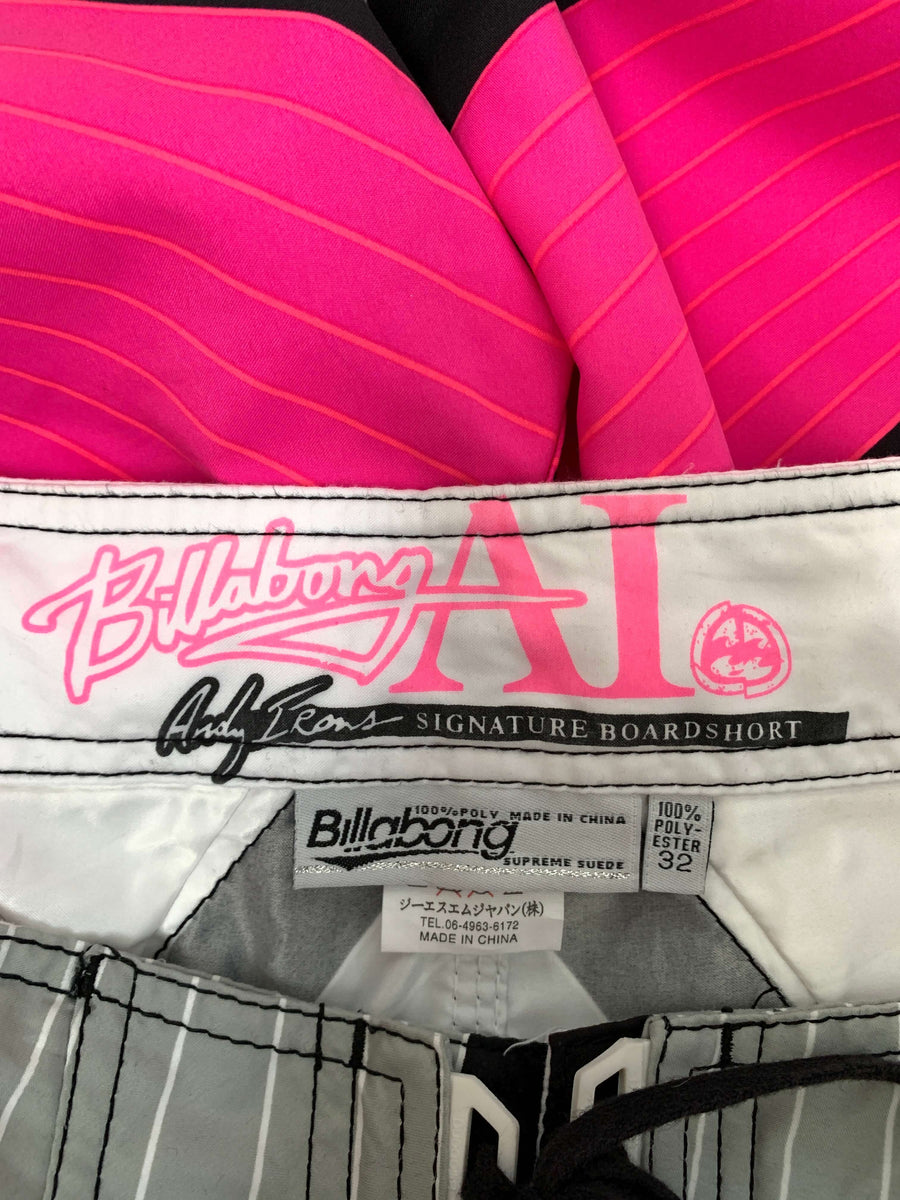 Billabong AI
Andy Irons SIGNATURE BOARDSHORT
100%POLY MADE IN CHINA
Billabong
SUPREME SUEDE
100%
POLY-
ESTER
32
ジーエスエムジャパン(株)
TEL.06-4963-6172
MADE IN CHINA